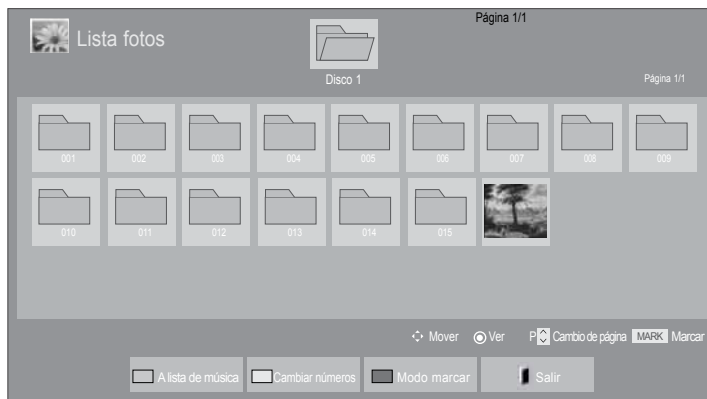 Página 1/1
Lista fotos
Disco 1
Página 1/1
001 002 003 004 005 006 007 008 009
010 011 012 013 014 015
Mover Ver P Cambio de página MARK Marcar
A lista de música Cambiar números Modo marcar Salir